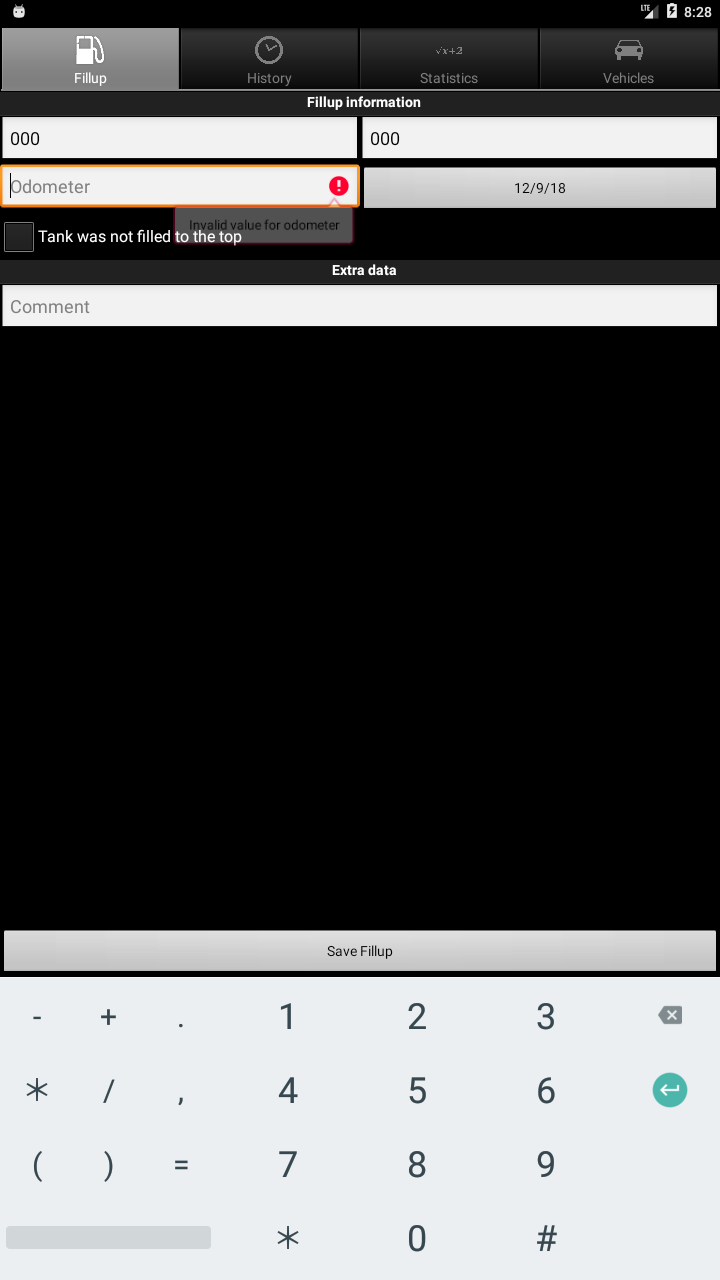 LTE 8:28
Fillup History √x+2 Statistics Vehicles
Fillup information
000 000
Odometer 12/9/18
Invalid value for odometer
Tank was not filled to the top
Extra data
Comment
Save Fillup
- + . 1 2 3
* / , 4 5 6
( ) = 7 8 9
* 0 #